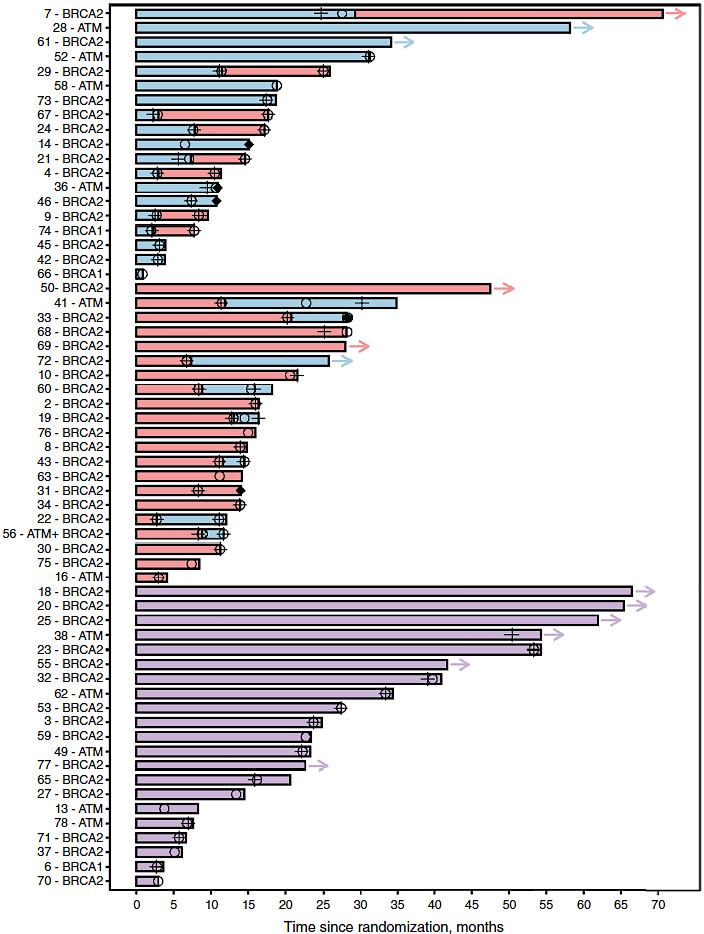 7 - BRCA2
28 - ATM
61 - BRCA2
52 - ATM
29 - BRCA2
58 - ATM
73 - BRCA2
67 - BRCA2
24 - BRCA2
14 - BRCA2
21 - BRCA2
4 - BRCA2
36 - ATM
46 - BRCA2
9 - BRCA2
74 - BRCA1
45 - BRCA2
42 - BRCA2
66 - BRCA1
50- BRCA2
41 - ATM
33 - BRCA2
68 - BRCA2
69 - BRCA2
72 - BRCA2
10 - BRCA2
60 - BRCA2
2 - BRCA2
19 - BRCA2
76 - BRCA2
8 - BRCA2
43 - BRCA2
63 - BRCA2
31 - BRCA2
34 - BRCA2
22 - BRCA2
56 - ATM+ BRCA2
30 - BRCA2
75 - BRCA2
16 - ATM
18 - BRCA2
20 - BRCA2
25 - BRCA2
38 - ATM
23 - BRCA2
55 - BRCA2
32 - BRCA2
62 - ATM
53 - BRCA2
3 - BRCA2
59 - BRCA2
49 - ATM
77 - BRCA2
65 - BRCA2
27 - BRCA2
13 - ATM
78 - ATM
71 - BRCA2
37 - BRCA2
6 - BRCA1
70 - BRCA2
0 5 10 15 20 25 30 35 40 45 50 55 60 65 70
Time since randomization, months